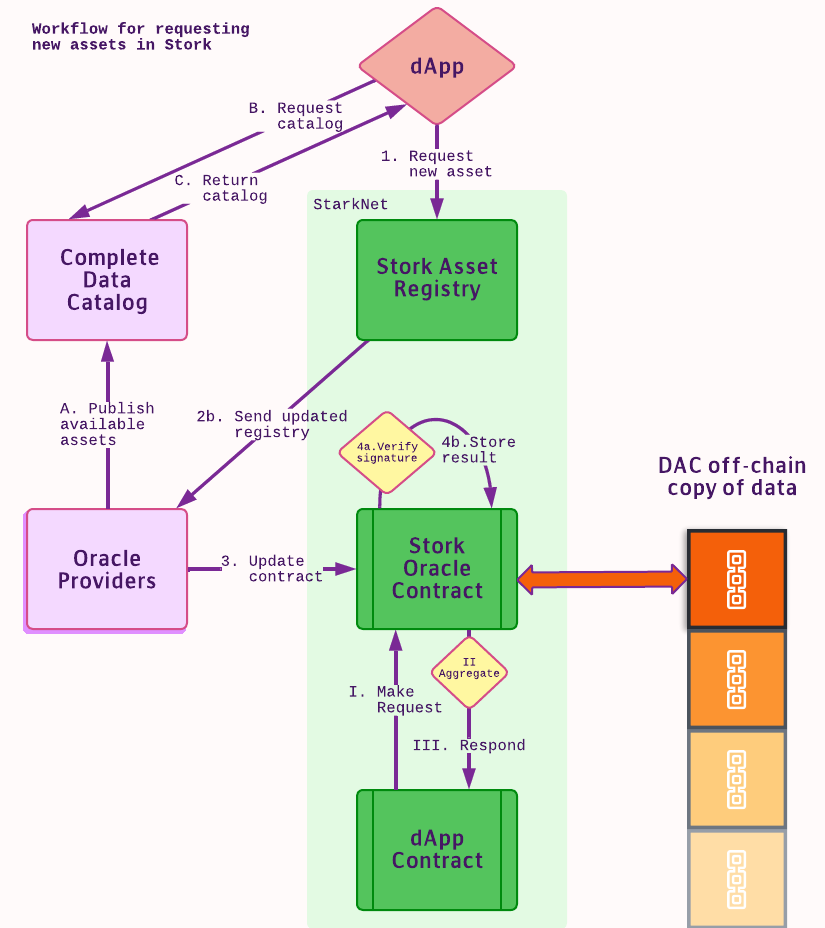 Workflow for requesting
new assets in Stork
dApp
B. Request
catalog
1. Request
new asset
C. Return
catalog
StarkNet
Complete
Data
Catalog
Stork Asset
Registry
A. Publish
available
assets
2b. Send updated
registry
4a.Verify
signature
4b.Store
result
DAC off-chain
copy of data
Oracle
Providers
3. Update
contract
Stork
Oracle
Contract
II
Aggregate
I. Make
Request
III. Respond
dApp
Contract